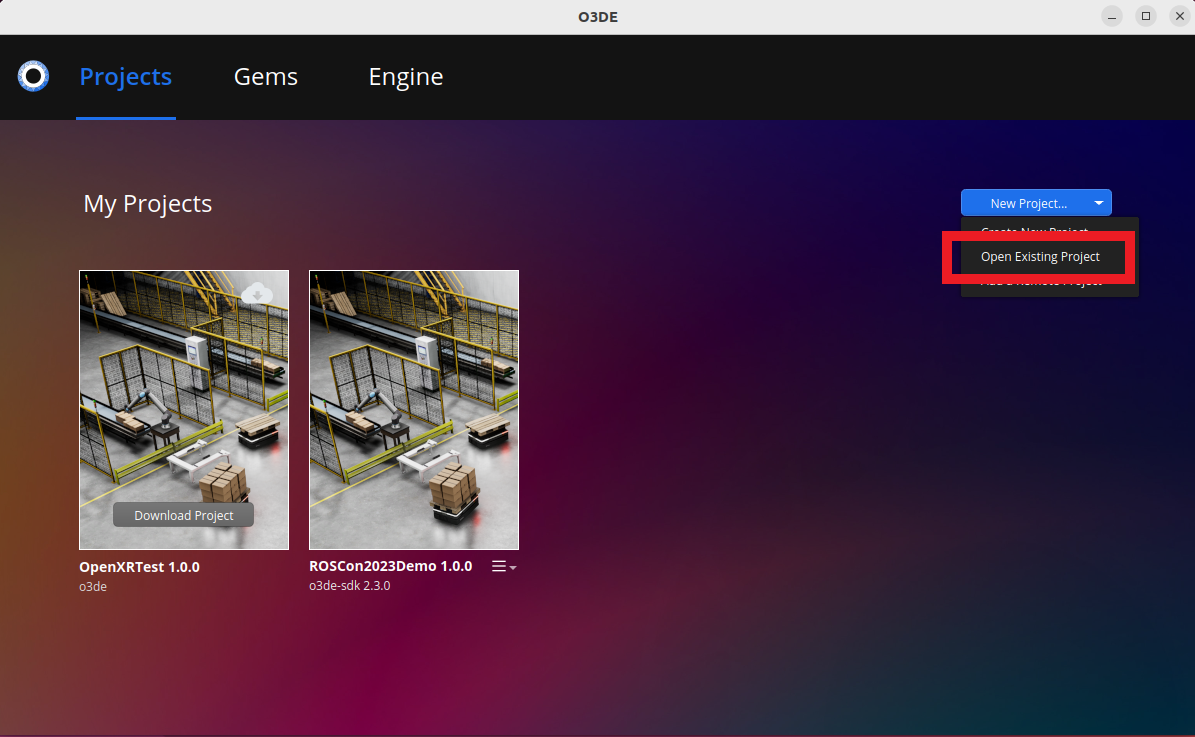 O3DE
Projects
Gems
Engine
My Projects
New Project...
Create New Project
Open Existing Project
Add a Remote Project
Download Project
OpenXRTest 1.0.0
o3de
ROSCon2023Demo 1.0.0
o3de-sdk 2.3.0